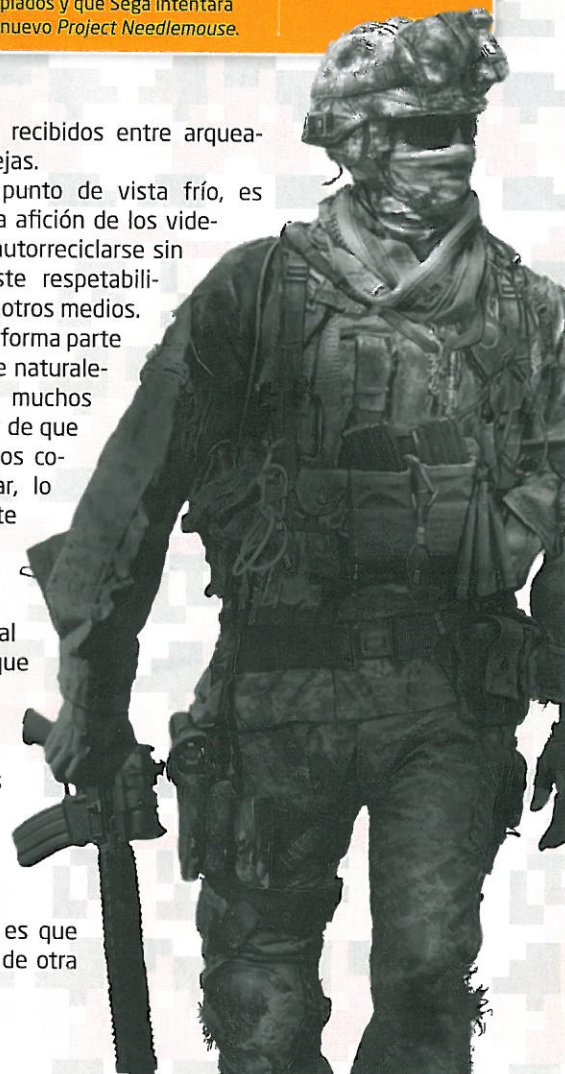 piados y que Sega intentará
nuevo Project Needlemouse.
recibidos entre arquea-
ejas.
punto de vista frío, es
a afición de los vide-
autorreciclarse sin
ste respetabili-
otros medios.
forma parte
e naturale-
muchos
de que
os co-
ar, lo
te
al
que
s
es que
de otra